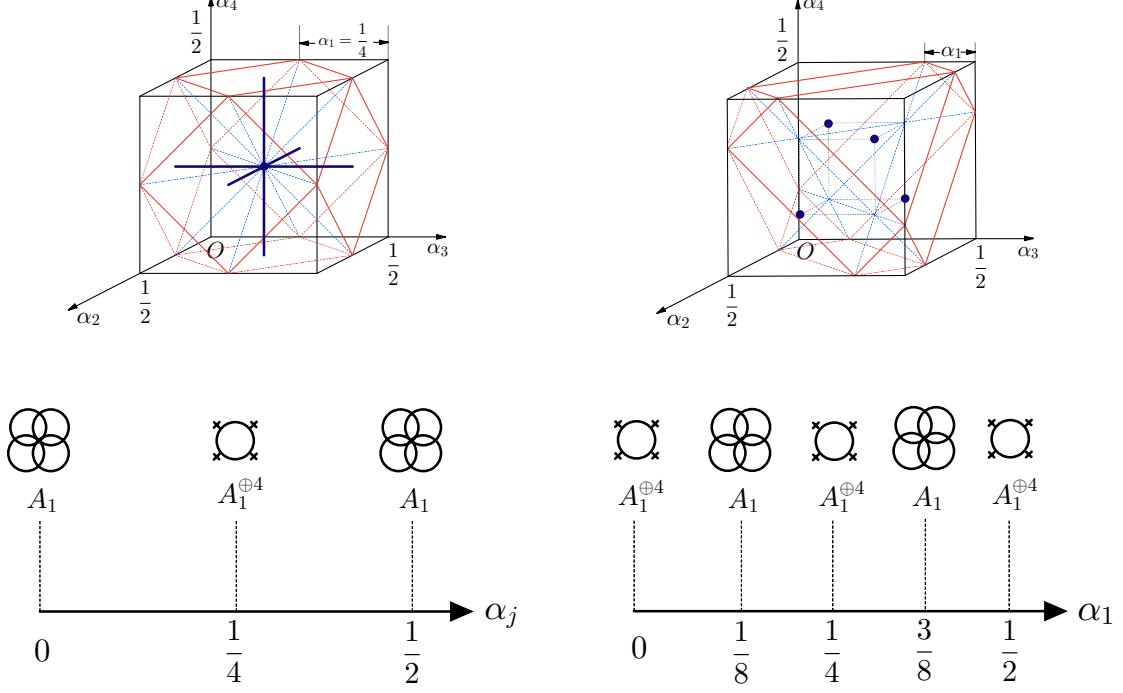 α₄
1/2
α₁ = 1/4
O
α₃
1/2
1/2
α₂
α₄
1/2
α₁
O
α₃
1/2
1/2
α₂
A₁ A₁^{⊕4} A₁
0 1/4 1/2 αⱼ
A₁^{⊕4} A₁ A₁^{⊕4} A₁ A₁^{⊕4}
0 1/8 1/4 3/8 1/2 α₁